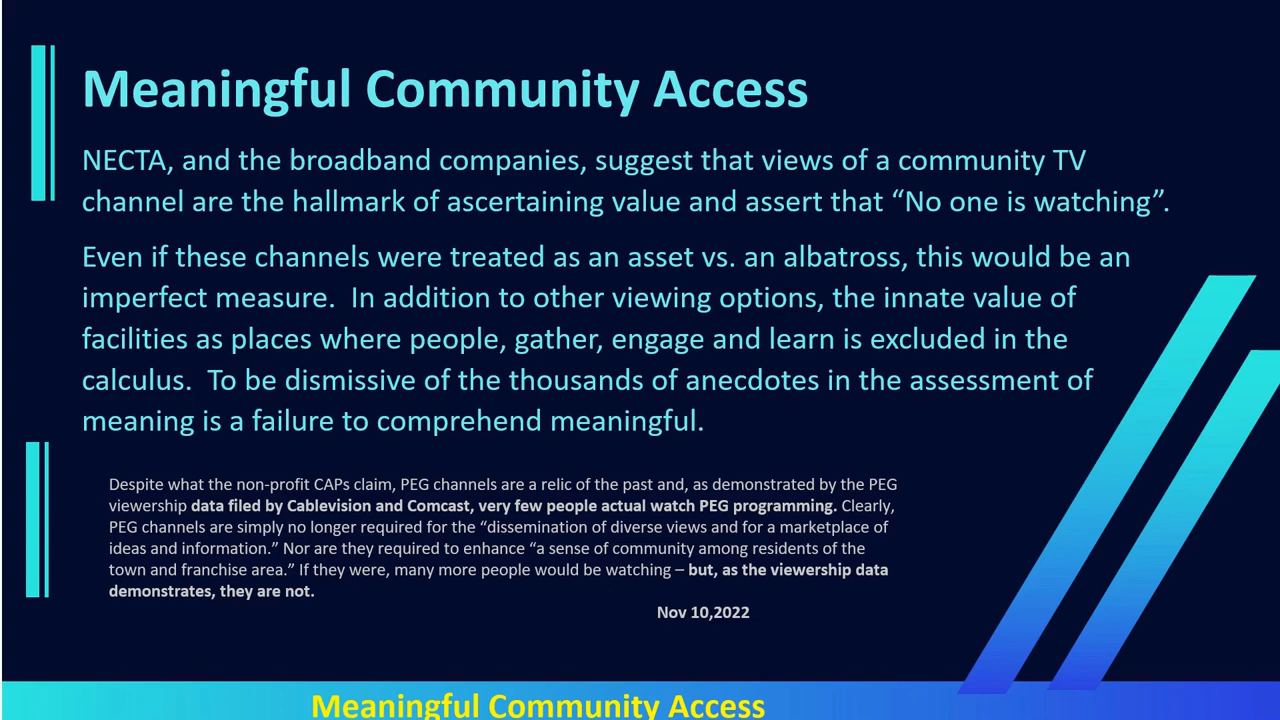 Meaningful Community Access
NECTA, and the broadband companies, suggest that views of a community TV
channel are the hallmark of ascertaining value and assert that “No one is watching”.
Even if these channels were treated as an asset vs. an albatross, this would be an
imperfect measure.  In addition to other viewing options, the innate value of
facilities as places where people, gather, engage and learn is excluded in the
calculus.  To be dismissive of the thousands of anecdotes in the assessment of
meaning is a failure to comprehend meaningful.
Despite what the non-profit CAPs claim, PEG channels are a relic of the past and, as demonstrated by the PEG
viewership data filed by Cablevision and Comcast, very few people actual watch PEG programming. Clearly,
PEG channels are simply no longer required for the “dissemination of diverse views and for a marketplace of
ideas and information.” Nor are they required to enhance “a sense of community among residents of the
town and franchise area.” If they were, many more people would be watching – but, as the viewership data
demonstrates, they are not.
Nov 10,2022
Meaningful Community Access